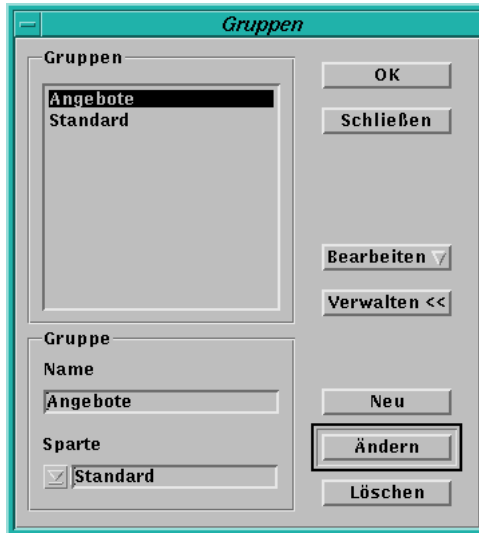 Gruppen
Gruppen
Angebote
Standard
OK
Schließen
Bearbeiten
Verwalten <<
Gruppe
Name
Angebote
Sparte
Standard
Neu
Ändern
Löschen